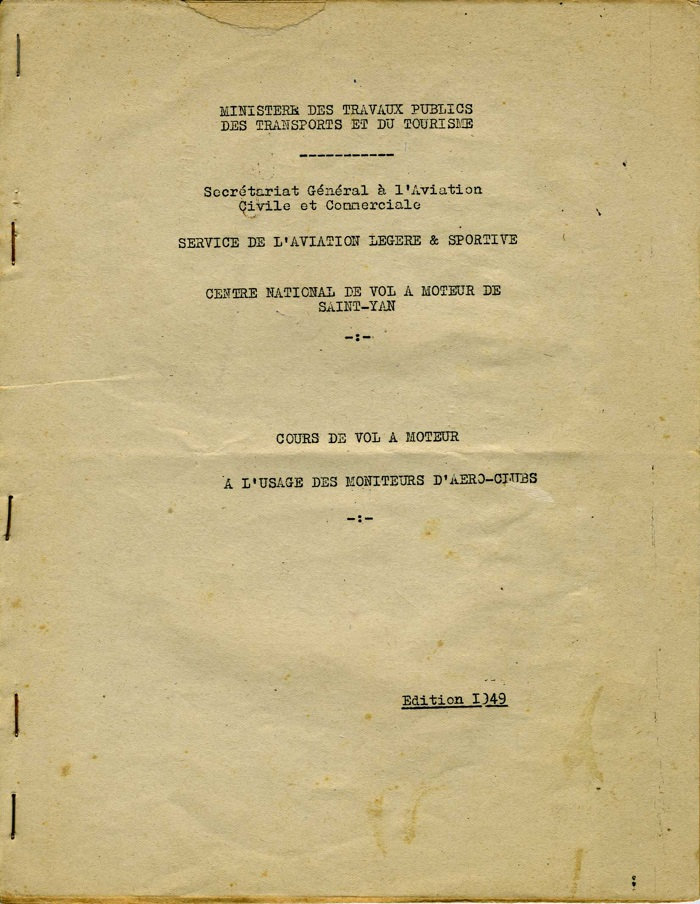 MINISTERE DES TRAVAUX PUBLICS
DES TRANSPORTS ET DU TOURISME
-----------
Secrétariat Général à l'Aviation
Civile et Commerciale
SERVICE DE L'AVIATION LEGERE & SPORTIVE
CENTRE NATIONAL DE VOL A MOTEUR DE
SAINT-YAN
-:-
COURS DE VOL A MOTEUR
A L'USAGE DES MONITEURS D'AERO-CLUBS
-:-
Edition I949